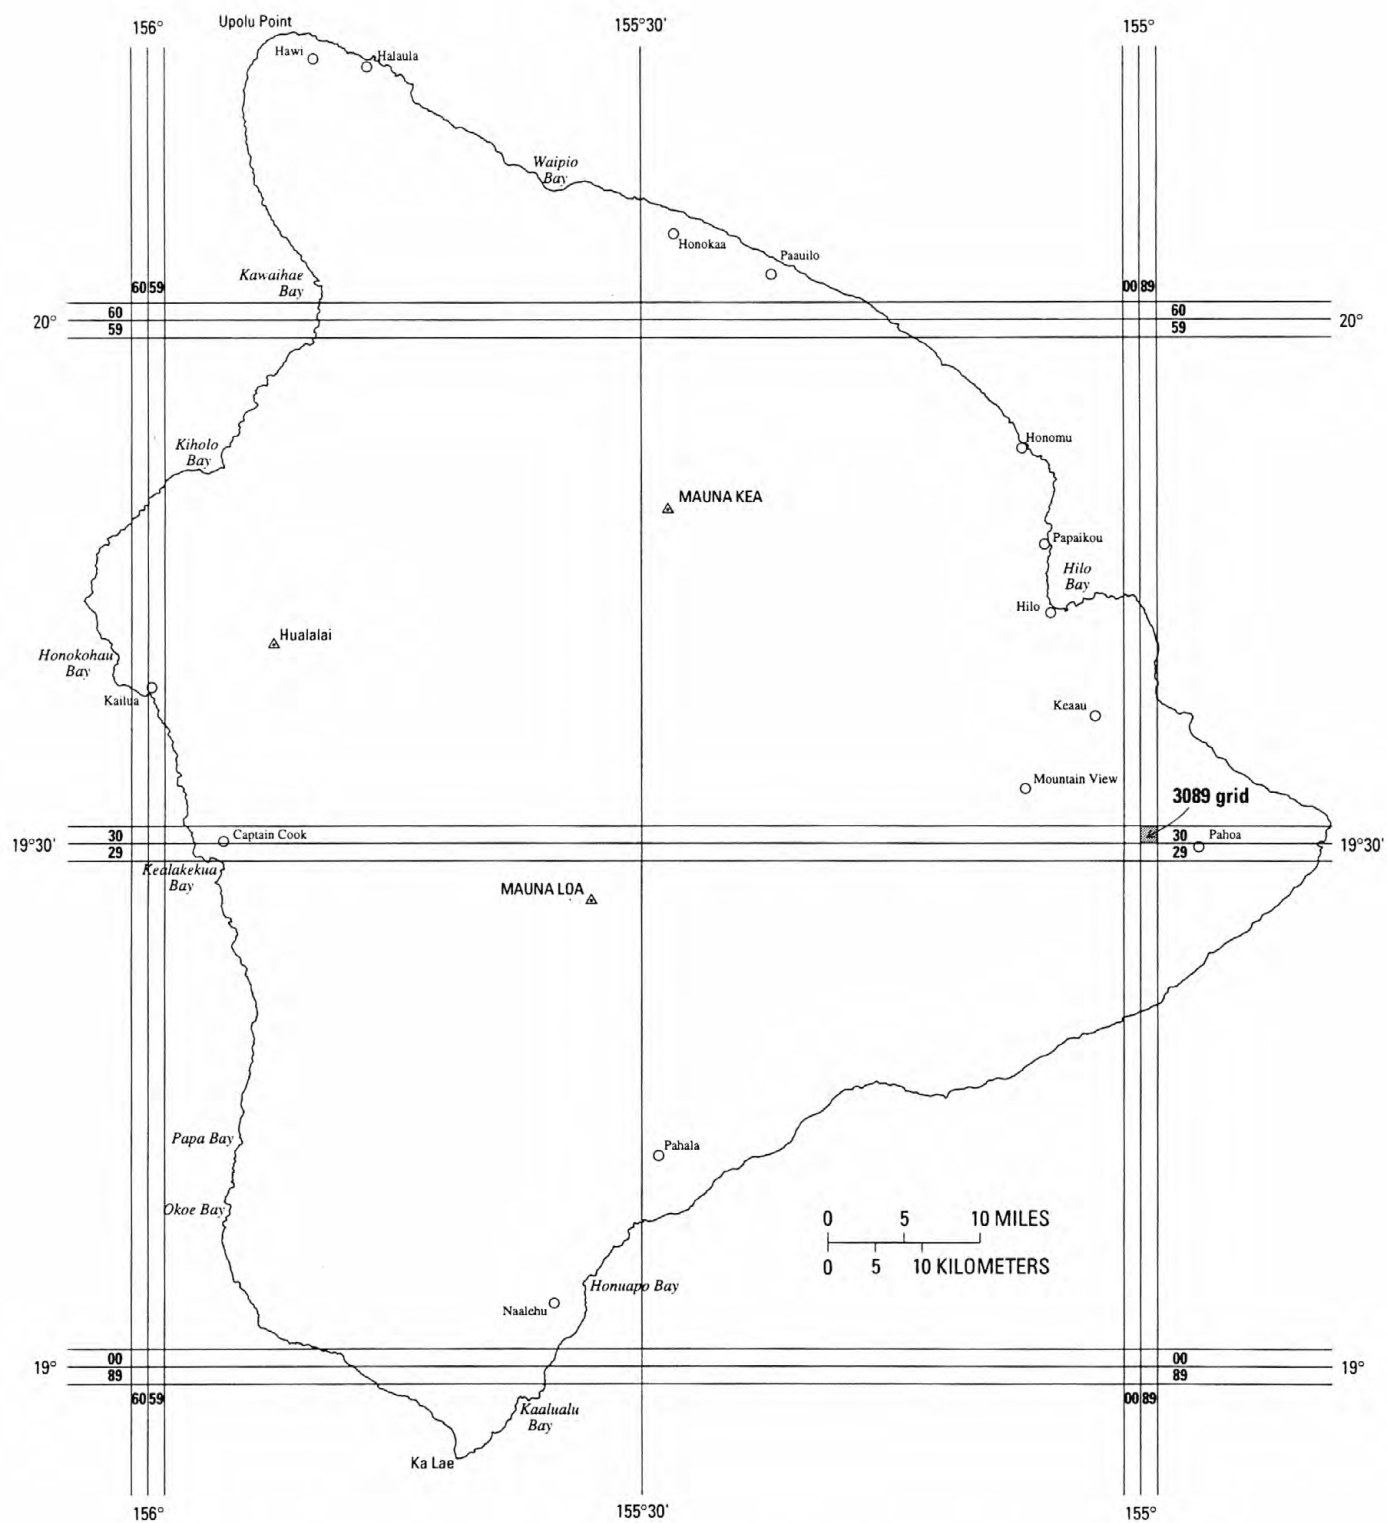 156°
Upolu Point
155°30'
155°
Hawi
Halaula
Waipio
Bay
Honokaa
Paauilo
Kawaihae
Bay
60 59
00 89
60
60
20°
20°
59
59
Kiholo
Bay
Honomu
MAUNA KEA
Papaikou
Hilo
Bay
Hilo
Hualalai
Honokohau
Bay
Kailua
Keaau
Mountain View
3089 grid
30
Captain Cook
30
Pahoa
19°30'
19°30'
29
29
Kealakekua
Bay
MAUNA LOA
Papa Bay
Pahala
Okoe Bay
0 5 10 MILES
0 5 10 KILOMETERS
Honuapo Bay
Naalehu
00
00
19°
19°
89
89
60 59
00 89
Kaalualu
Bay
Ka Lae
156°
155°30'
155°